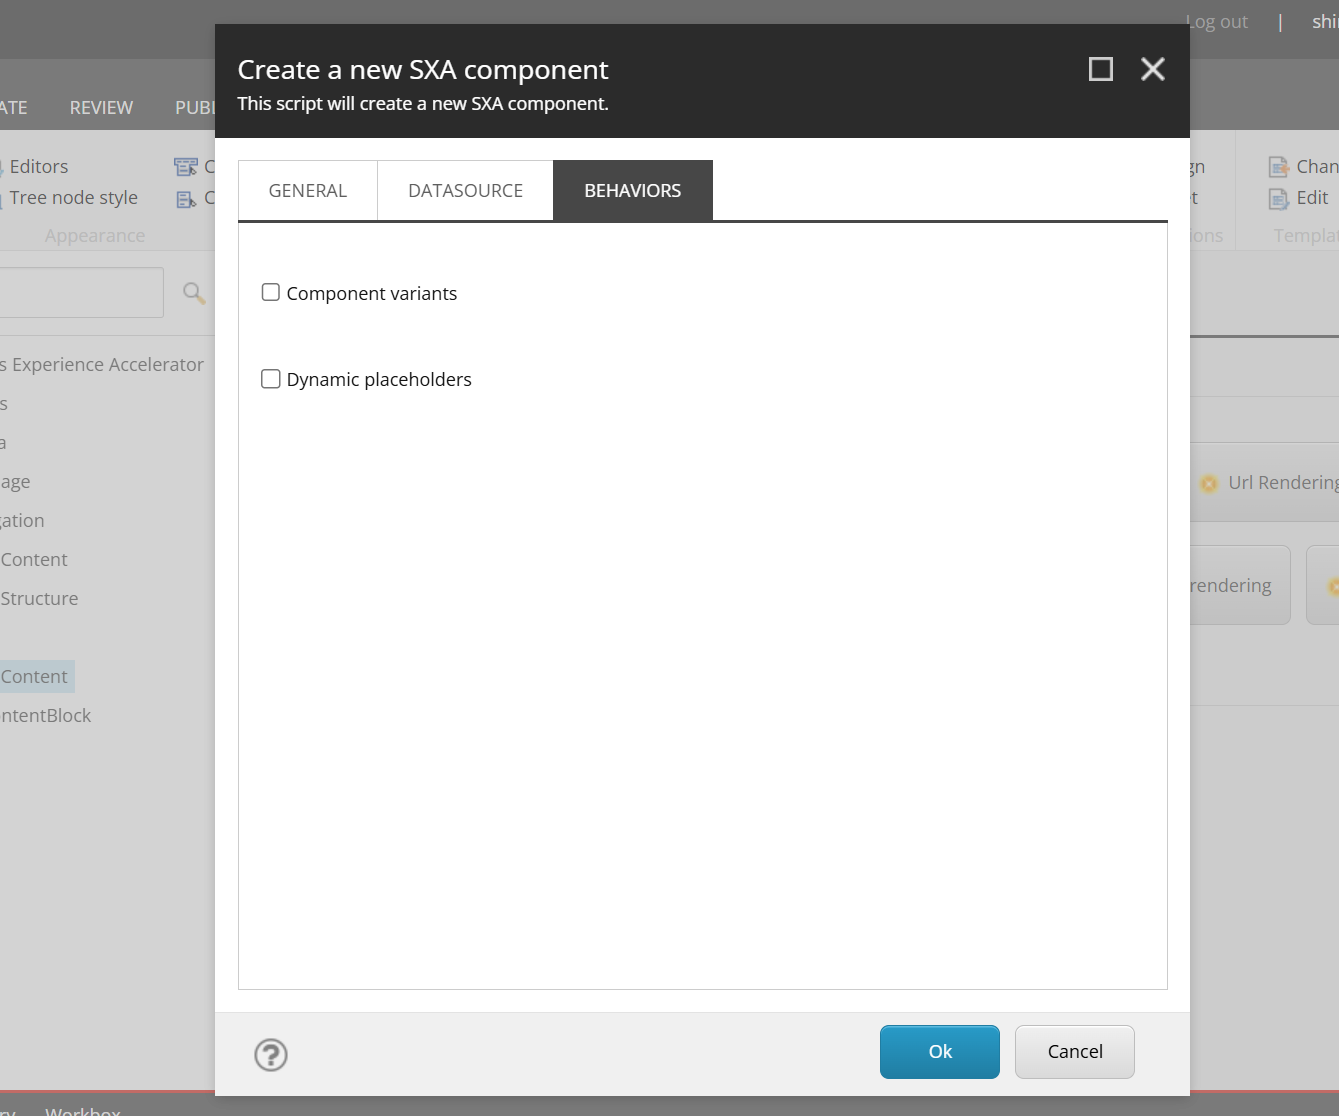 Log out | shi
Create a new SXA component
This script will create a new SXA component.
ATE REVIEW PUBL
Editors
Tree node style
Appearance
gn
Chan
Edit
ions
Templat
GENERAL DATASOURCE BEHAVIORS
Component variants
Dynamic placeholders
s Experience Accelerator
s
a
age
gation
Content
Structure
Content
ntentBlock
Url Rendering
rendering
?
Ok Cancel
ry Workbox